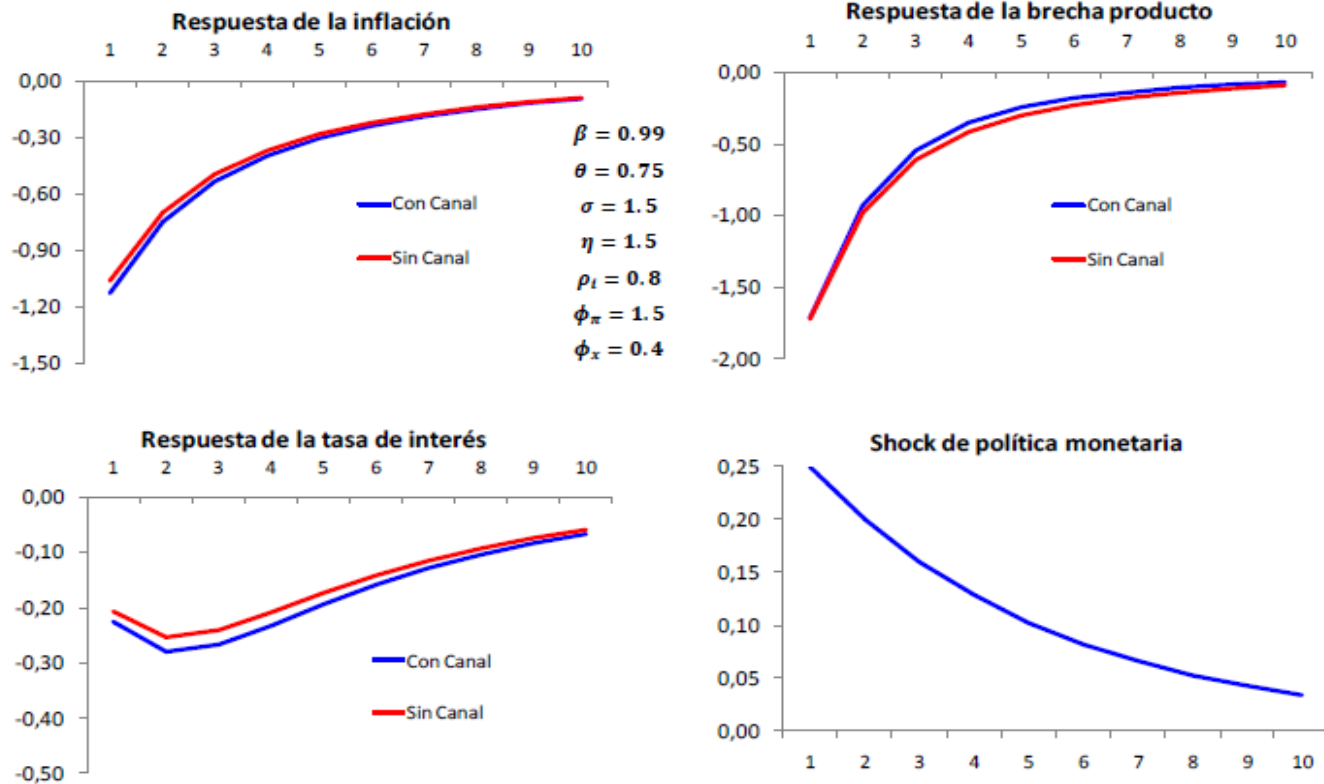 Respuesta de la inflación
1 2 3 4 5 6 7 8 9 10
0,00
-0,30
-0,60
-0,90
-1,20
-1,50
Con Canal
Sin Canal
β = 0.99
θ = 0.75
σ = 1.5
η = 1.5
ρᵢ = 0.8
ϕπ = 1.5
ϕₓ = 0.4
Respuesta de la brecha producto
1 2 3 4 5 6 7 8 9 10
0,00
-0,50
-1,00
-1,50
-2,00
Con Canal
Sin Canal
Respuesta de la tasa de interés
1 2 3 4 5 6 7 8 9 10
0,00
-0,10
-0,20
-0,30
-0,40
-0,50
Con Canal
Sin Canal
Shock de política monetaria
0,25
0,20
0,15
0,10
0,05
0,00
1 2 3 4 5 6 7 8 9 10